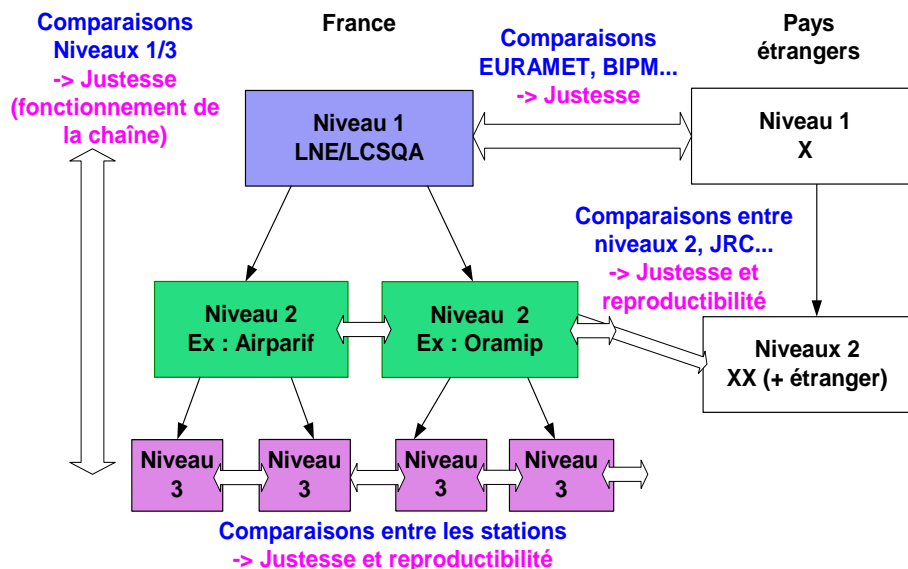 Comparaisons
Niveaux 1/3
-> Justesse
(fonctionnement de
la chaîne)
France
Comparaisons
EURAMET, BIPM...
-> Justesse
Pays
étrangers
Niveau 1
LNE/LCSQA
Niveau 1
X
Comparaisons entre
niveaux 2, JRC...
-> Justesse et
reproductibilité
Niveau 2
Ex : Airparif
Niveau 2
Ex : Oramip
Niveaux 2
XX (+ étranger)
Niveau
3
Niveau
3
Niveau
3
Niveau
3
Comparaisons entre les stations
-> Justesse et reproductibilité